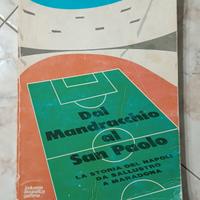 Dal
Mandracchio
al
San Paolo
LA STORIA DEL NAPOLI
DA SALLUSTRO
A MARADONA